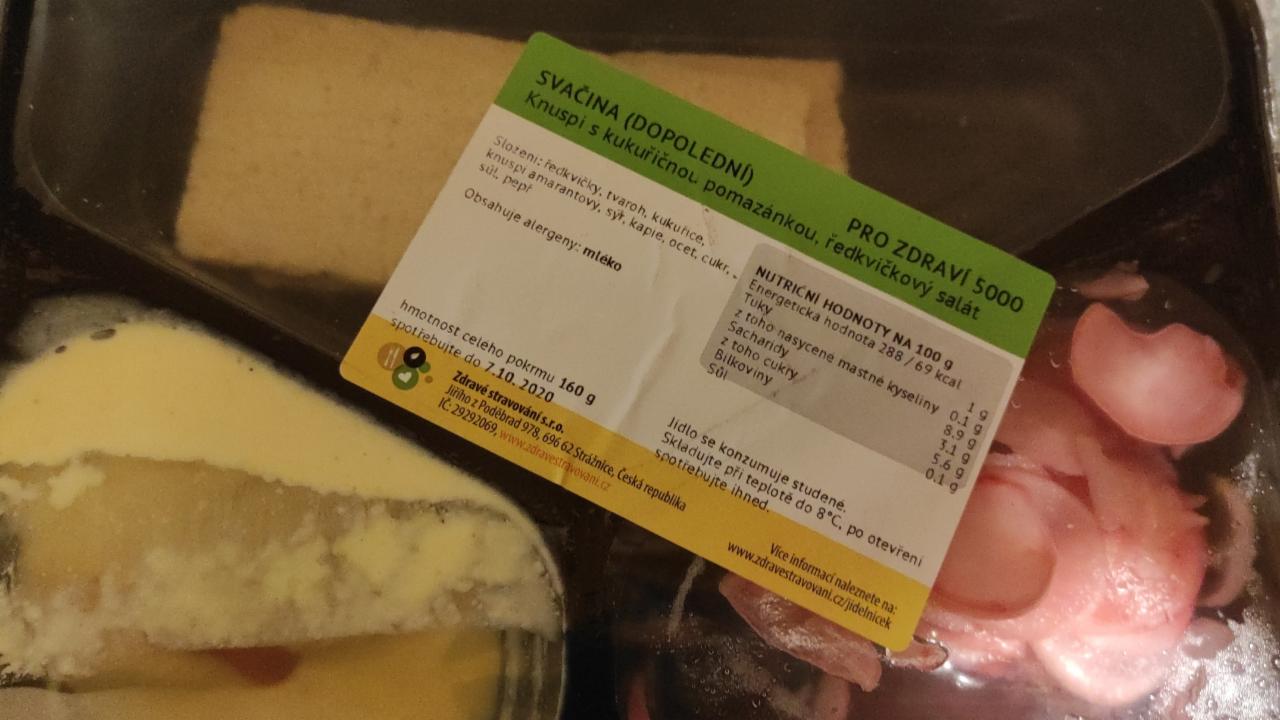 SVAČINA (DOPOLEDNÍ)
PRO ZDRAVÍ 5000
Knuspi s kukuřičnou pomazánkou, ředkvičkový salát
Složení: ředkvičky, tvaroh, kukuřice,
knuspi amarantový, sýr, kapie, ocet, cukr,
sůl, pepř
Obsahuje alergeny: mléko
NUTRIČNÍ HODNOTY NA 100 g
Energetická hodnota 288 / 69 kcal
Tuky 1 g
z toho nasycené mastné kyseliny 0.1 g
Sacharidy 8.9 g
z toho cukry 3.1 g
Bílkoviny 5.6 g
Sůl 0.1 g
hmotnost celého pokrmu 160 g
spotřebujte do 7.10. 2020
Jídlo se konzumuje studené.
Skladujte při teplotě do 8°C, po otevření
spotřebujte ihned.
Zdravé stravování s.r.o.
Jiřího z Poděbrad 978, 696 62 Strážnice, Česká republika
IČ: 29292069, www.zdravestravovani.cz
Více informací naleznete na:
www.zdravestravovani.cz/jidelnicek